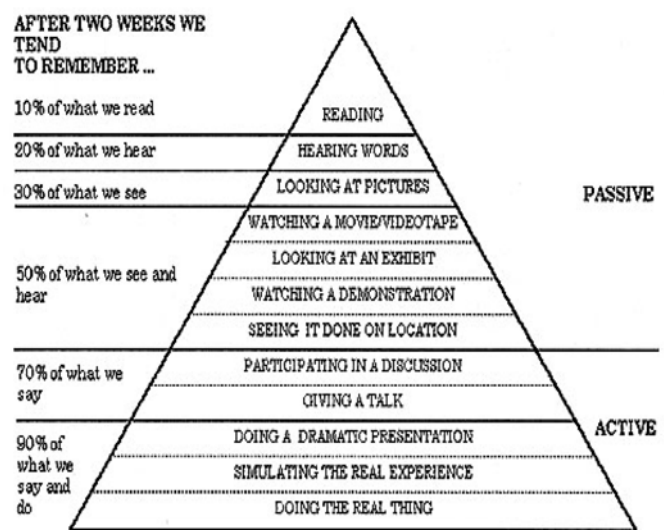 AFTER TWO WEEKS WE
TEND
TO REMEMBER ...
10% of what we read
READING
20% of what we hear
HEARING WORDS
30% of what we see
LOOKING AT PICTURES
PASSIVE
WATCHING A MOVIE/VIDEOTAPE
LOOKING AT AN EXHIBIT
50% of what we see and
hear
WATCHING A DEMONSTRATION
SEEING IT DONE ON LOCATION
70% of what we
say
PARTICIPATING IN A DISCUSSION
GIVING A TALK
ACTIVE
90% of
what we
say and
do
DOING A DRAMATIC PRESENTATION
SIMULATING THE REAL EXPERIENCE
DOING THE REAL THING